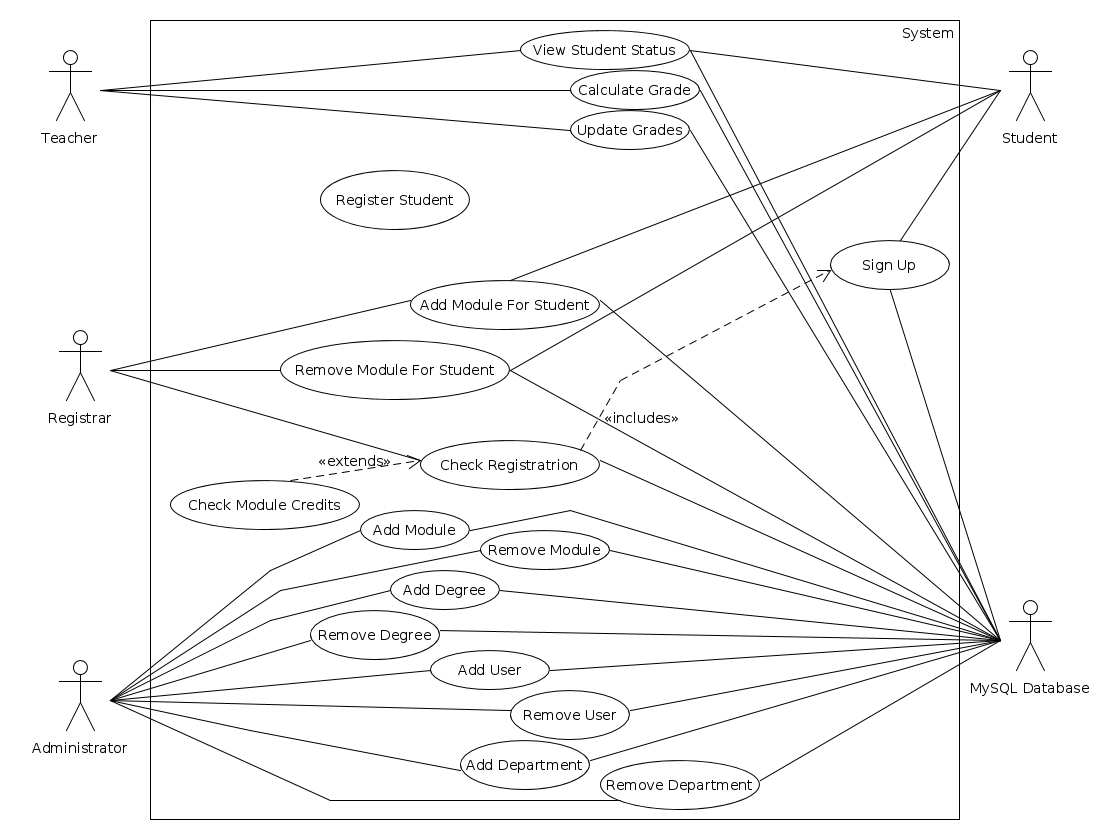 System
View Student Status
Calculate Grade
Teacher
Update Grades
Student
Register Student
Sign Up
Add Module For Student
Remove Module For Student
Registrar
«includes»
«extends»
Check Registratrion
Check Module Credits
Add Module
Remove Module
Add Degree
Remove Degree
Add User
MySQL Database
Remove User
Administrator
Add Department
Remove Department